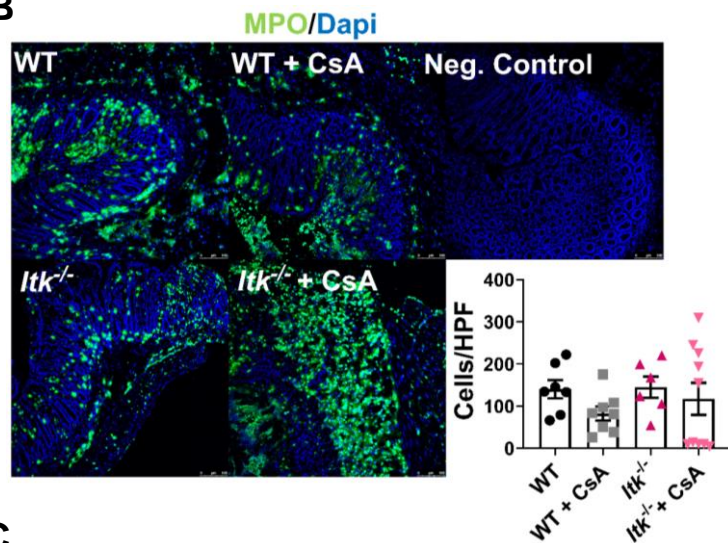 B
MPO/Dapi
WT
WT + CsA
Neg. Control
Itk-/-
Itk-/- + CsA
Cells/HPF
400
300
200
100
0
WT
WT + CsA
Itk-/-
Itk-/- + CsA
C